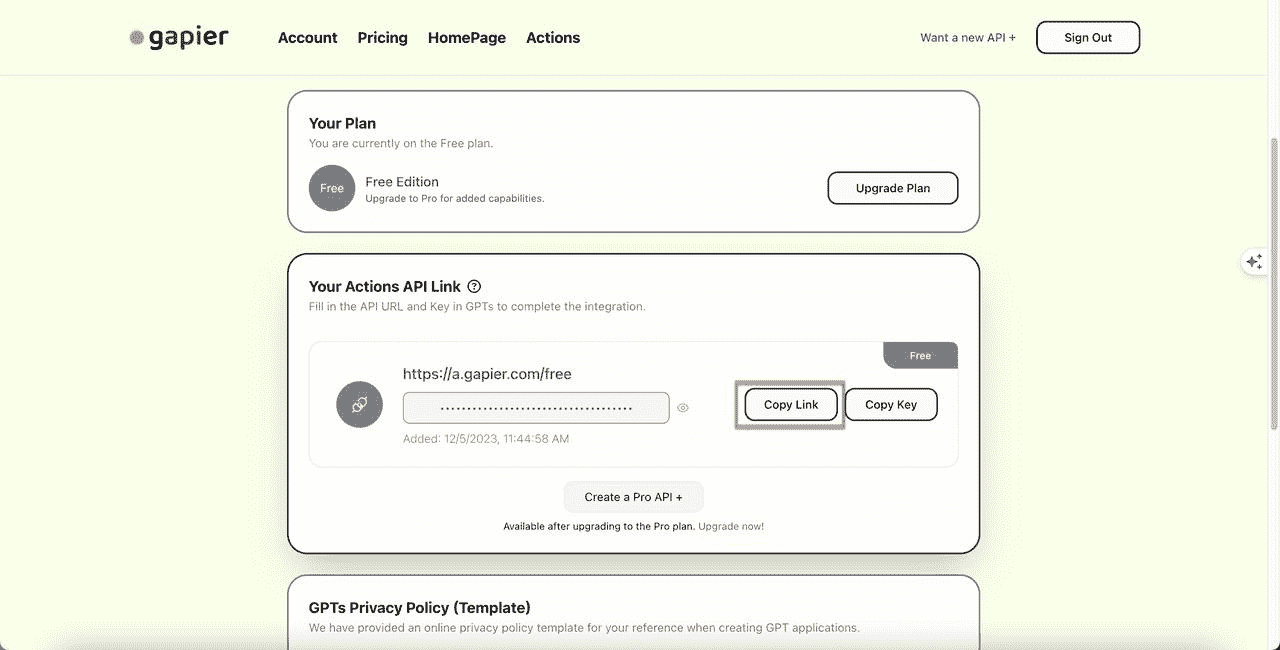 gapier
Account Pricing HomePage Actions
Want a new API +
Sign Out
Your Plan
You are currently on the Free plan.
Free
Free Edition
Upgrade to Pro for added capabilities.
Upgrade Plan
Your Actions API Link ?
Fill in the API URL and Key in GPTs to complete the integration.
Free
https://a.gapier.com/free
••••••••••••••••••••••••••••••••••••
Copy Link
Copy Key
Added: 12/5/2023, 11:44:58 AM
Create a Pro API +
Available after upgrading to the Pro plan. Upgrade now!
GPTs Privacy Policy (Template)
We have provided an online privacy policy template for your reference when creating GPT applications.